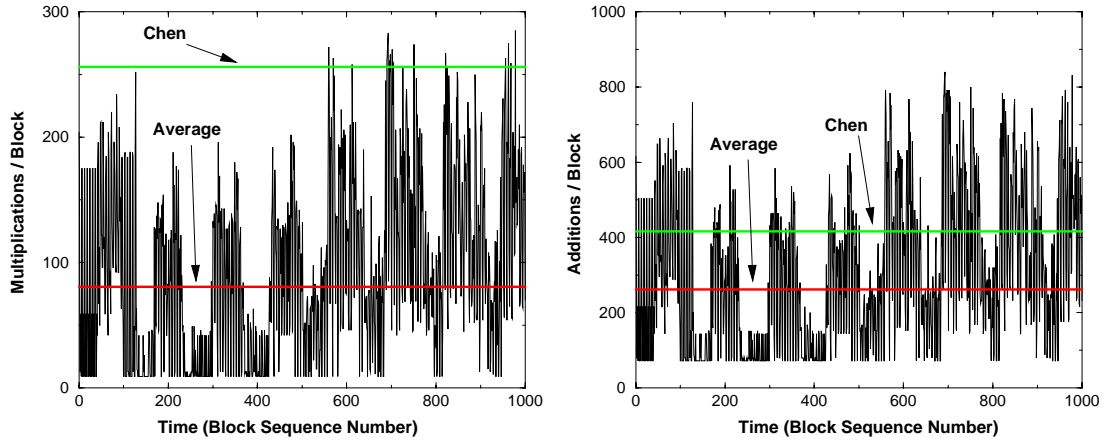 300
200
100
0
Multiplications / Block
Chen
Average
0 200 400 600 800 1000
Time (Block Sequence Number)
1000
800
600
400
200
0
Additions / Block
Chen
Average
0 200 400 600 800 1000
Time (Block Sequence Number)